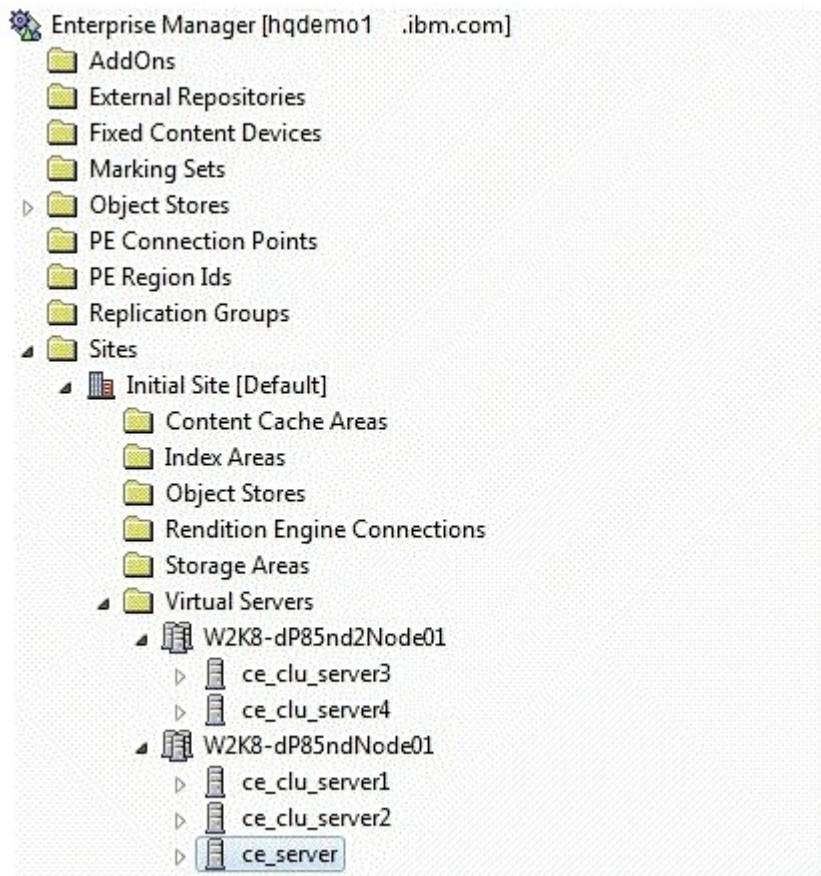 Enterprise Manager [hqdemo1 .ibm.com]
AddOns
External Repositories
Fixed Content Devices
Marking Sets
Object Stores
PE Connection Points
PE Region Ids
Replication Groups
Sites
Initial Site [Default]
Content Cache Areas
Index Areas
Object Stores
Rendition Engine Connections
Storage Areas
Virtual Servers
W2K8-dP85nd2Node01
ce_clu_server3
ce_clu_server4
W2K8-dP85ndNode01
ce_clu_server1
ce_clu_server2
ce_server